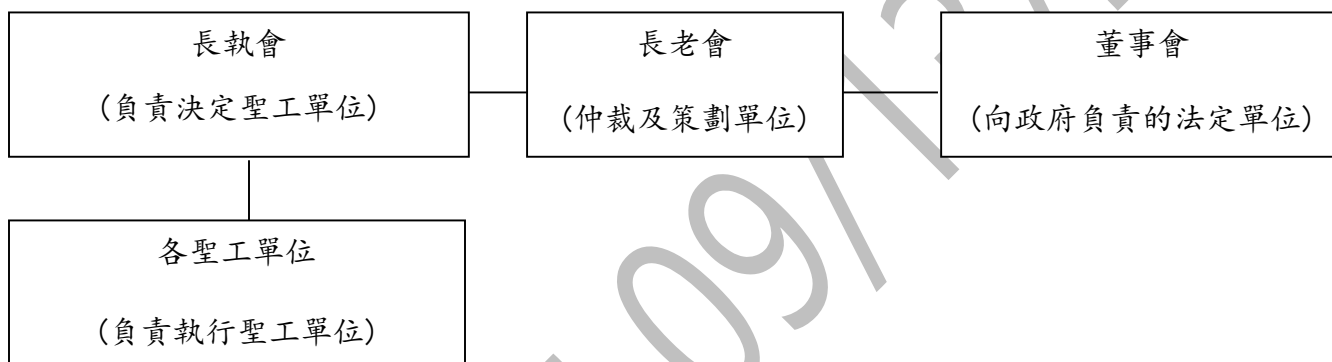 長執會
(負責決定聖工單位)
長老會
(仲裁及策劃單位)
董事會
(向政府負責的法定單位)
各聖工單位
(負責執行聖工單位)
09/1